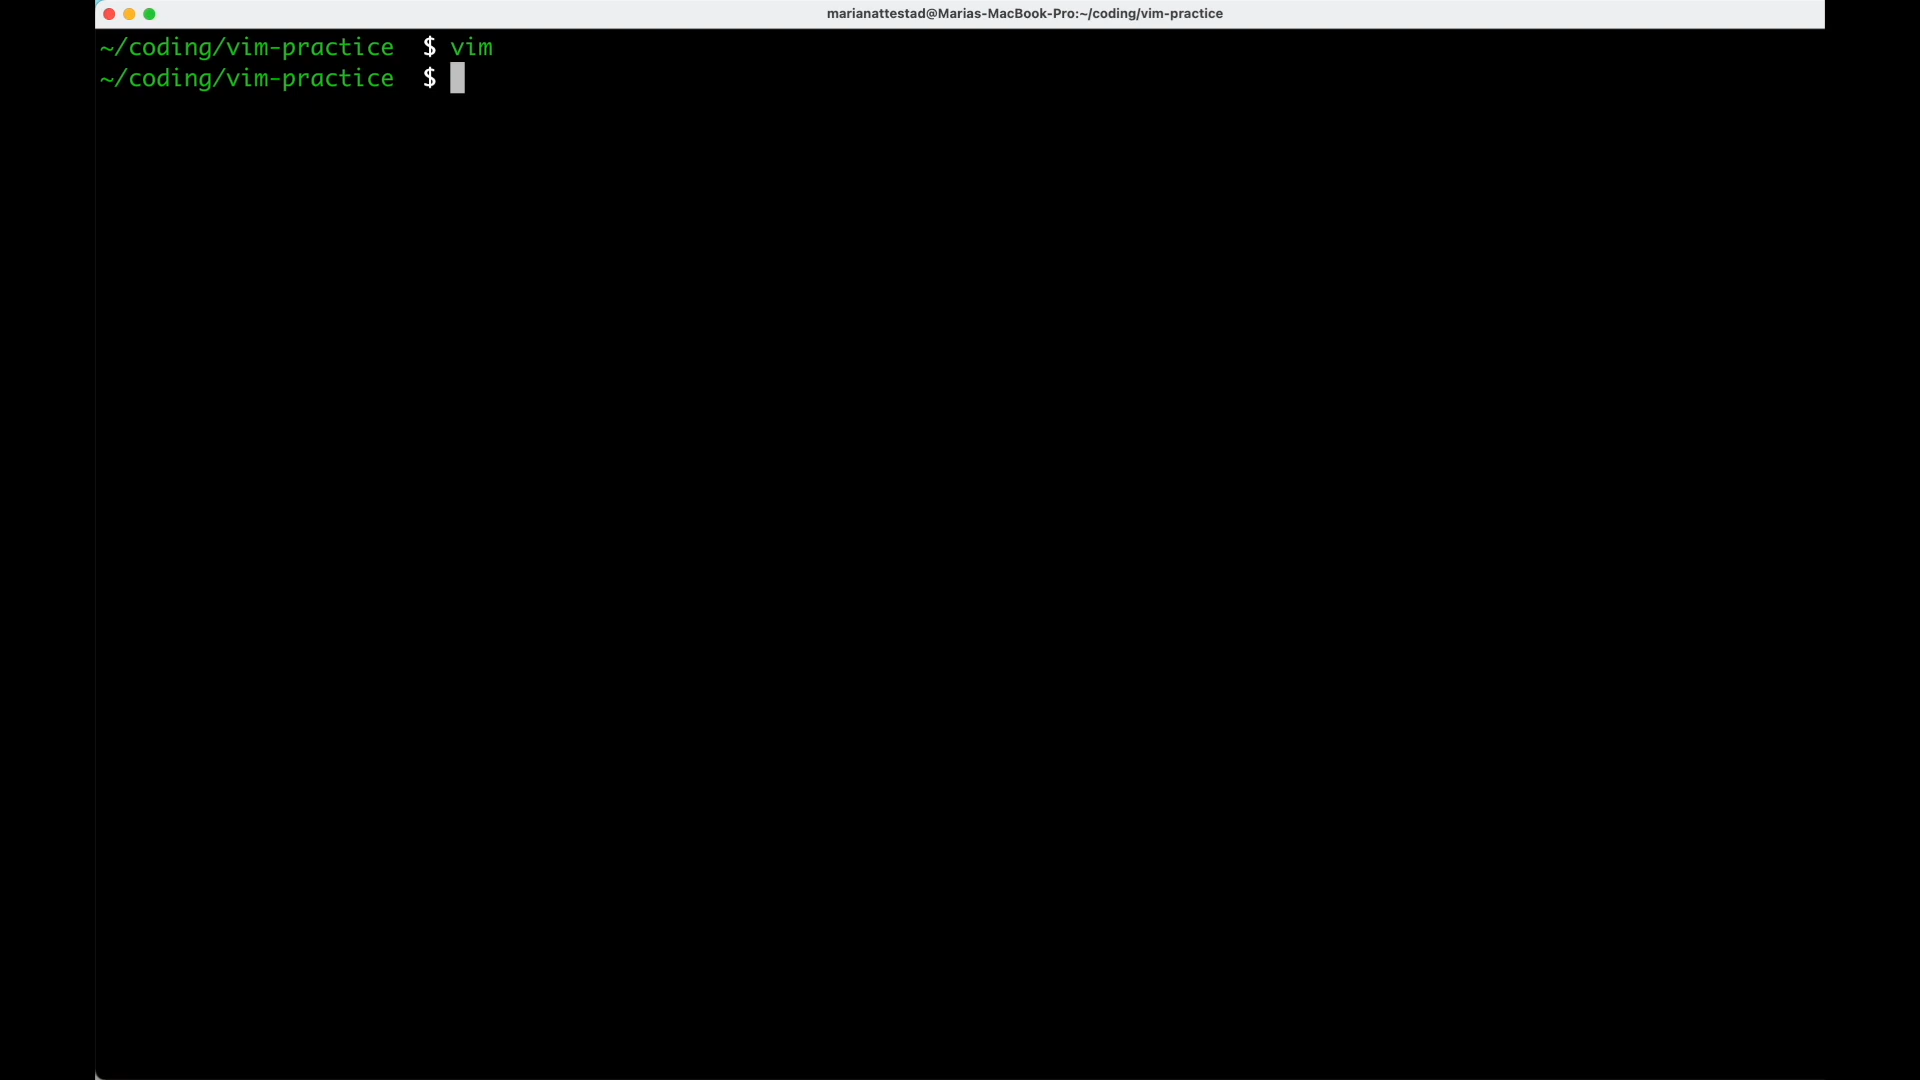 marianattestad@Marias-MacBook-Pro:~/coding/vim-practice
~/coding/vim-practice  $ vim
~/coding/vim-practice  $